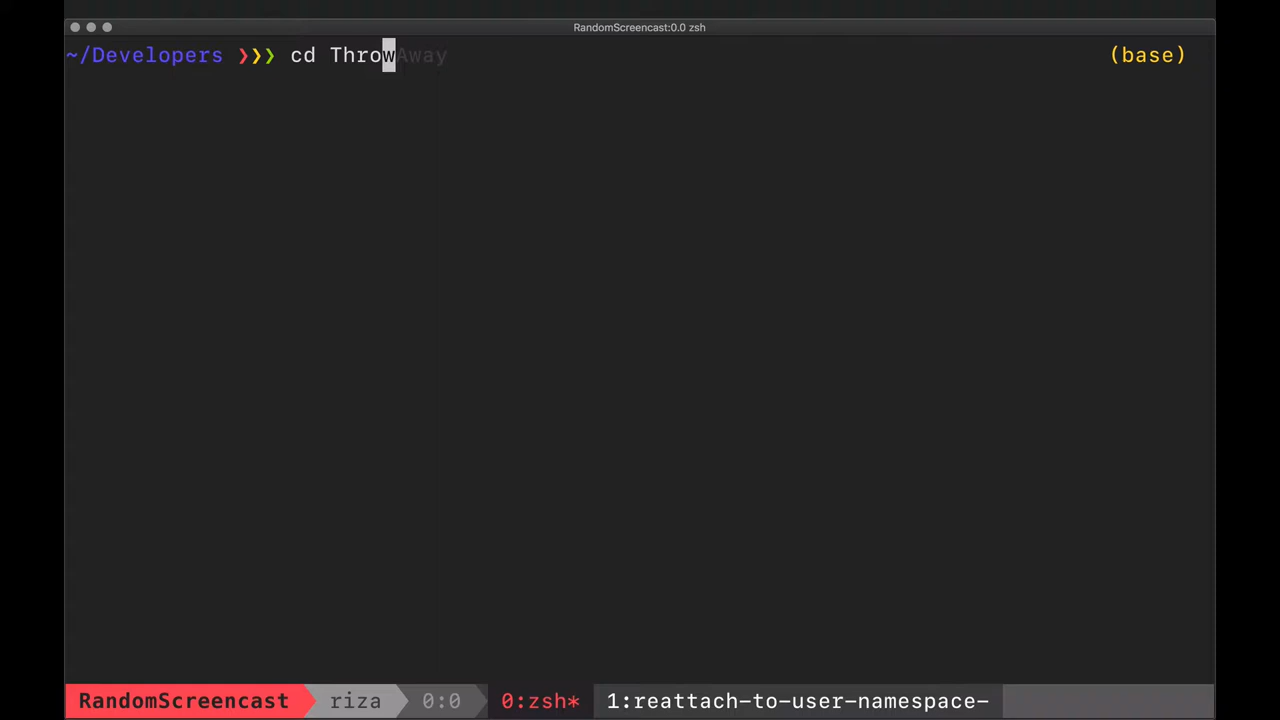 RandomScreencast:0.0 zsh
~/Developers ❯❯❯ cd ThrowAway (base)
RandomScreencast riza 0:0 0:zsh* 1:reattach-to-user-namespace-